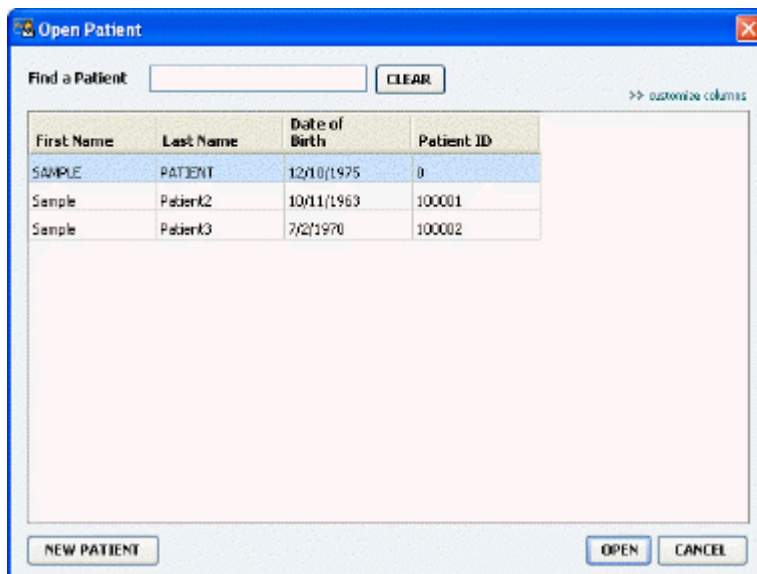 Open Patient
Find a Patient CLEAR
>> customize columns
First Name Last Name Date of Birth Patient ID
SAMPLE PATIENT 12/10/1975 0
Sample Patient2 10/11/1963 100001
Sample Patient3 7/2/1970 100002
NEW PATIENT OPEN CANCEL